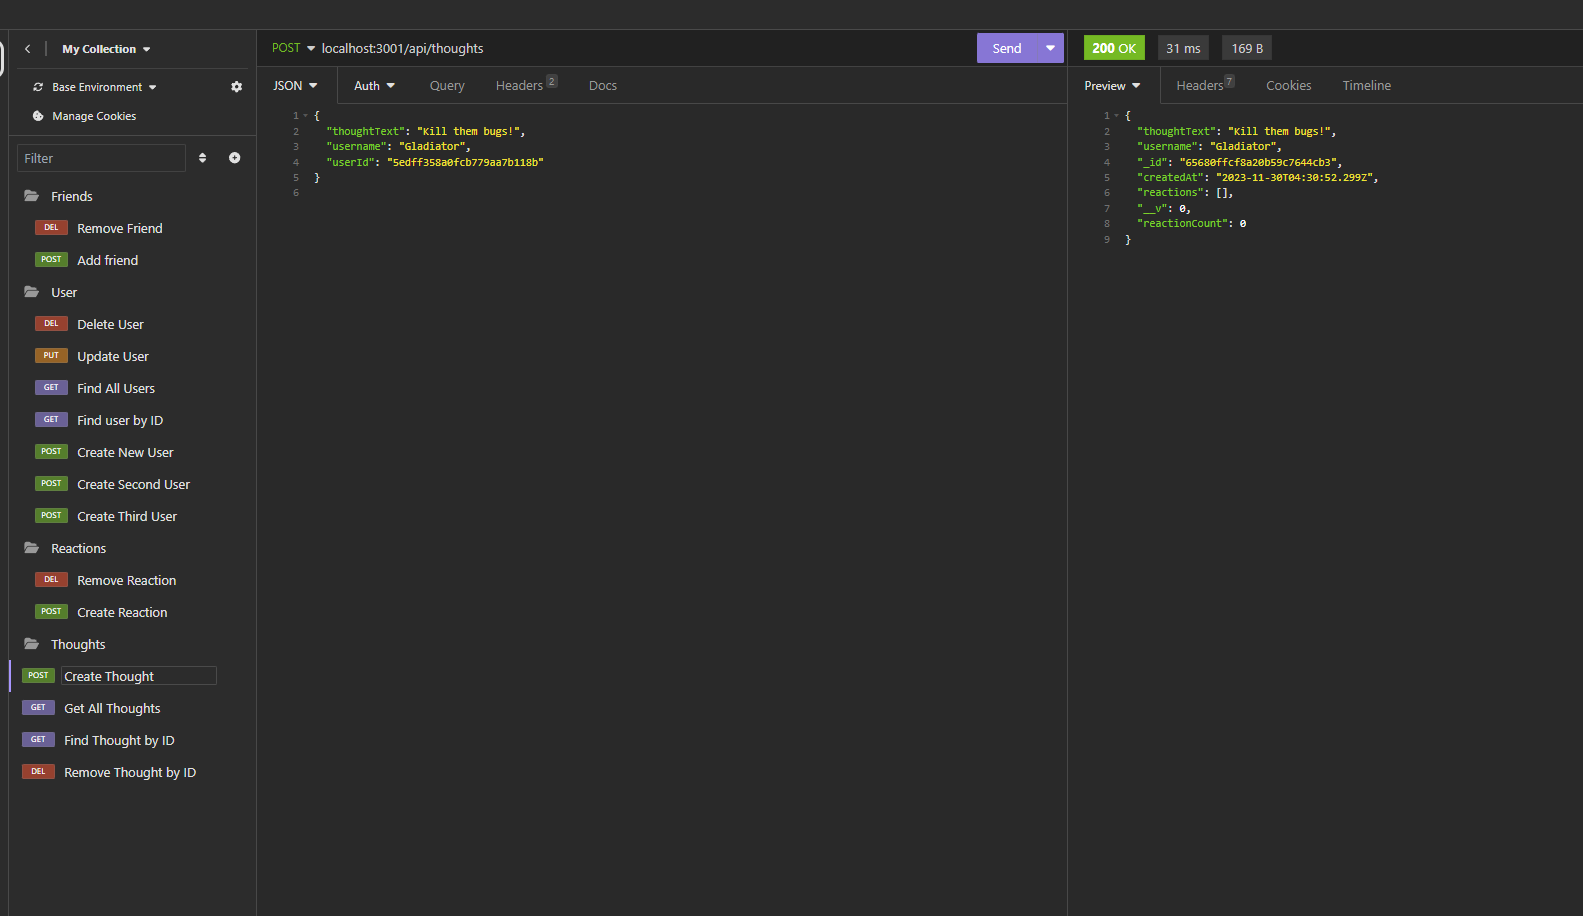 My Collection
Base Environment
Manage Cookies
Filter
Friends
DEL Remove Friend
POST Add friend
User
DEL Delete User
PUT Update User
GET Find All Users
GET Find user by ID
POST Create New User
POST Create Second User
POST Create Third User
Reactions
DEL Remove Reaction
POST Create Reaction
Thoughts
POST Create Thought
GET Get All Thoughts
GET Find Thought by ID
DEL Remove Thought by ID
POST localhost:3001/api/thoughts Send
JSON Auth Query Headers 2 Docs
1 {
2 "thoughtText": "Kill them bugs!",
3 "username": "Gladiator",
4 "userId": "5edff358a0fcb779aa7b118b"
5 }
6
200 OK 31 ms 169 B
Preview Headers 7 Cookies Timeline
1 {
2 "thoughtText": "Kill them bugs!",
3 "username": "Gladiator",
4 "_id": "65680ffcf8a20b59c7644cb3",
5 "createdAt": "2023-11-30T04:30:52.299Z",
6 "reactions": [],
7 "__v": 0,
8 "reactionCount": 0
9 }